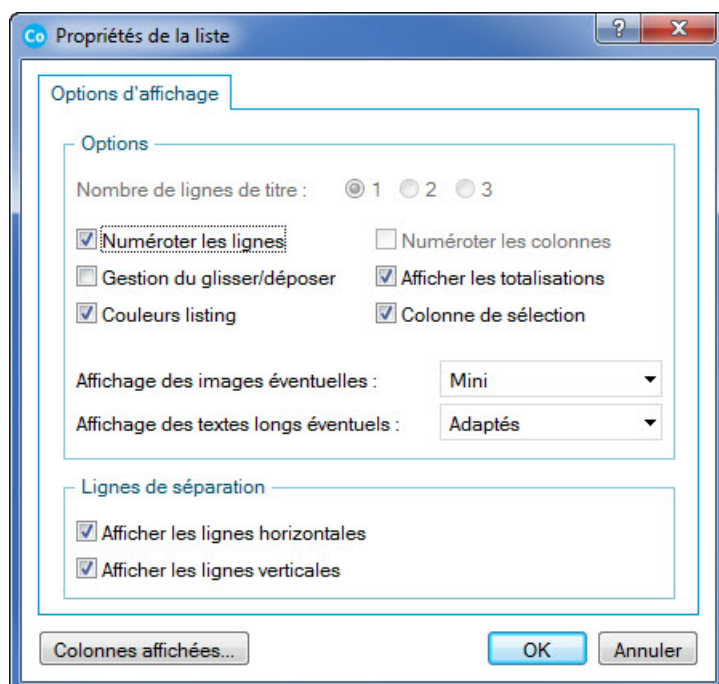 Co Propriétés de la liste ?
Options d'affichage
Options
Nombre de lignes de titre : 1 2 3
Numéroter les lignes Numéroter les colonnes
Gestion du glisser/déposer Afficher les totalisations
Couleurs listing Colonne de sélection
Affichage des images éventuelles : Mini
Affichage des textes longs éventuels : Adaptés
Lignes de séparation
Afficher les lignes horizontales
Afficher les lignes verticales
Colonnes affichées... OK Annuler